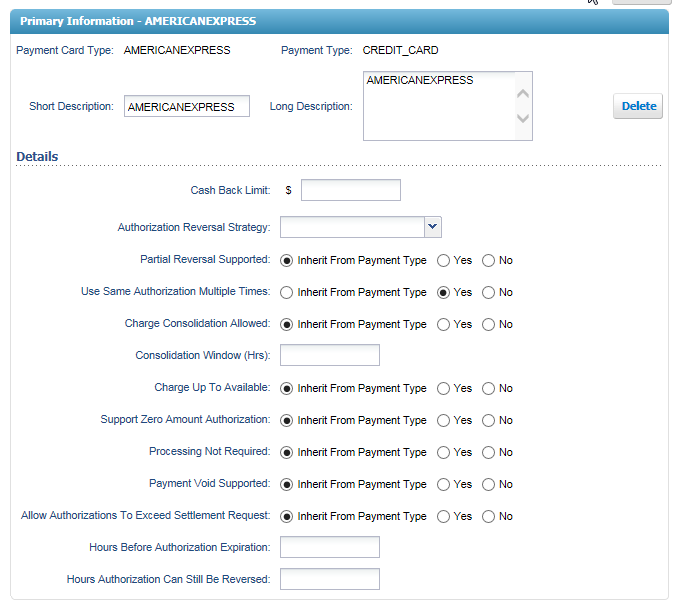 Primary Information - AMERICANEXPRESS
Payment Card Type: AMERICANEXPRESS Payment Type: CREDIT_CARD
Short Description: AMERICANEXPRESS Long Description: AMERICANEXPRESS Delete
Details
Cash Back Limit: $
Authorization Reversal Strategy:
Partial Reversal Supported: Inherit From Payment Type Yes No
Use Same Authorization Multiple Times: Inherit From Payment Type Yes No
Charge Consolidation Allowed: Inherit From Payment Type Yes No
Consolidation Window (Hrs):
Charge Up To Available: Inherit From Payment Type Yes No
Support Zero Amount Authorization: Inherit From Payment Type Yes No
Processing Not Required: Inherit From Payment Type Yes No
Payment Void Supported: Inherit From Payment Type Yes No
Allow Authorizations To Exceed Settlement Request: Inherit From Payment Type Yes No
Hours Before Authorization Expiration:
Hours Authorization Can Still Be Reversed: